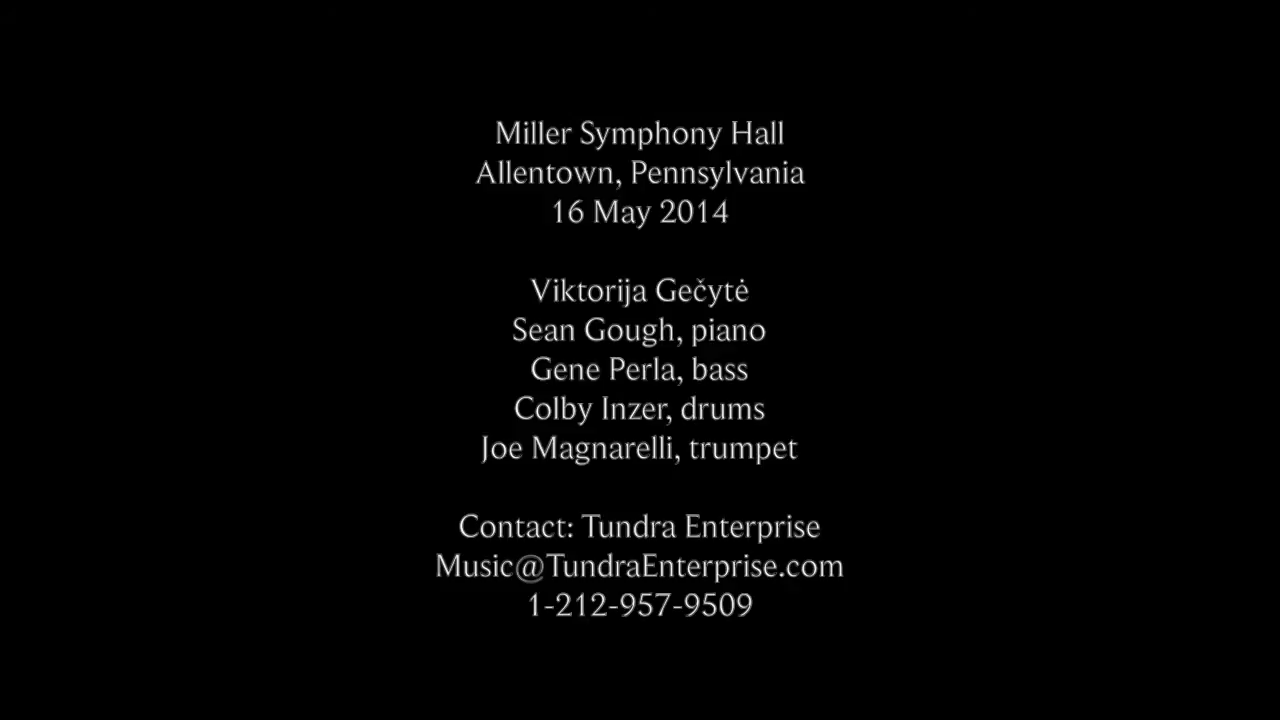 Miller Symphony Hall
Allentown, Pennsylvania
16 May 2014
Viktorija Gečytė
Sean Gough, piano
Gene Perla, bass
Colby Inzer, drums
Joe Magnarelli, trumpet
Contact: Tundra Enterprise
Music@TundraEnterprise.com
1-212-957-9509